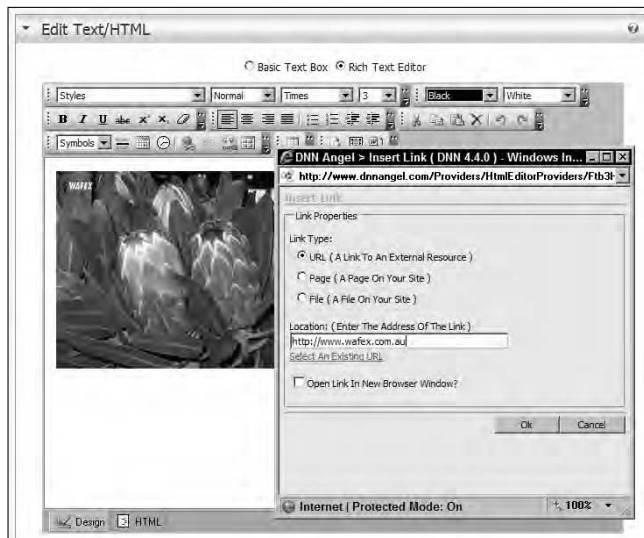 Edit Text/HTML
Basic Text Box Rich Text Editor
Styles Normal Times 3 Black White
B I U abc x² x₂
Symbols
WAFEX
DNN Angel > Insert Link ( DNN 4.4.0 ) - Windows In...
http://www.dnnangel.com/Providers/HtmlEditorProviders/Ftb3H
Insert Link
Link Properties
Link Type:
URL ( A Link To An External Resource )
Page ( A Page On Your Site )
File ( A File On Your Site )
Location: ( Enter The Address Of The Link )
http://www.wafex.com.au
Select An Existing URL
Open Link In New Browser Window?
Ok Cancel
Internet | Protected Mode: On 100%
Design HTML